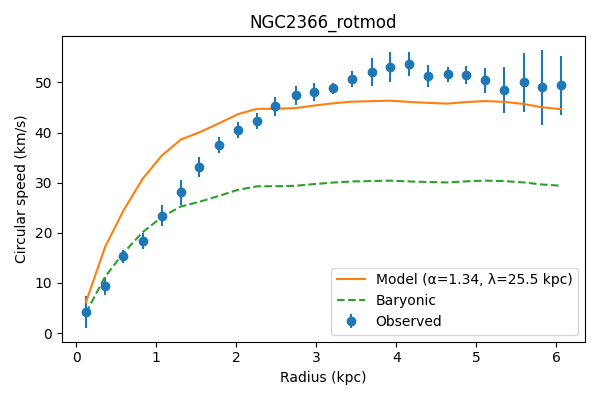 NGC2366_rotmod
Circular speed (km/s)
50
40
30
20
10
0
Model (α=1.34, λ=25.5 kpc)
Baryonic
Observed
0 1 2 3 4 5 6
Radius (kpc)